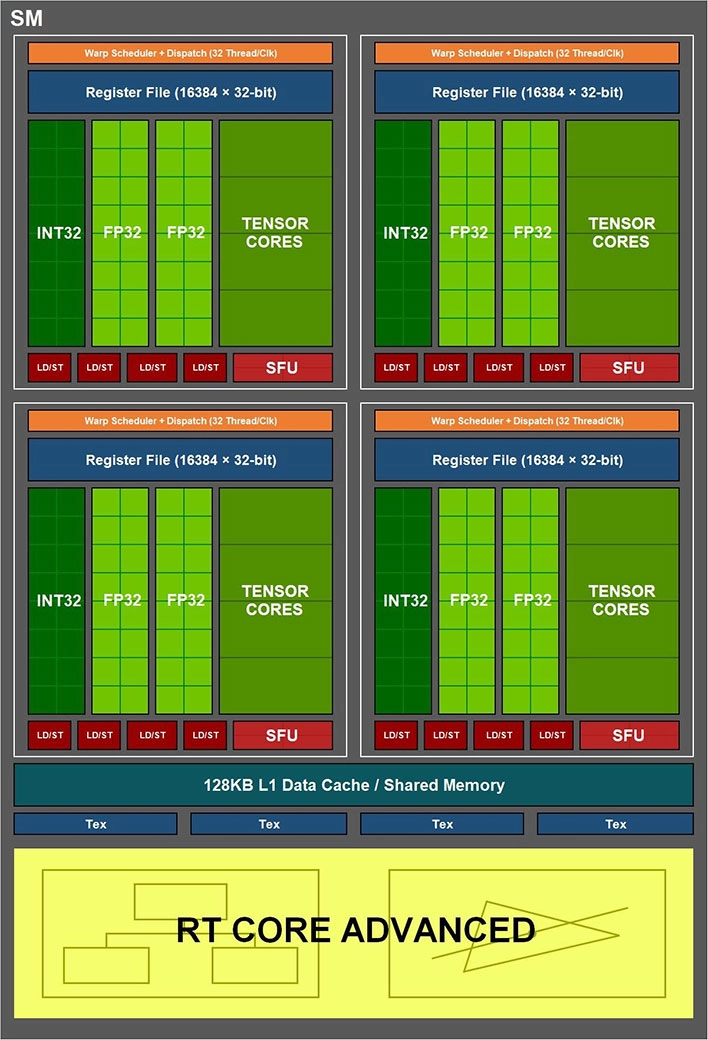 SM
Warp Scheduler + Dispatch (32 Thread/Clk)
Register File (16384 × 32-bit)
INT32
FP32
FP32
TENSOR
CORES
LD/ST
LD/ST
LD/ST
LD/ST
SFU
Warp Scheduler + Dispatch (32 Thread/Clk)
Register File (16384 × 32-bit)
INT32
FP32
FP32
TENSOR
CORES
LD/ST
LD/ST
LD/ST
LD/ST
SFU
Warp Scheduler + Dispatch (32 Thread/Clk)
Register File (16384 × 32-bit)
INT32
FP32
FP32
TENSOR
CORES
LD/ST
LD/ST
LD/ST
LD/ST
SFU
Warp Scheduler + Dispatch (32 Thread/Clk)
Register File (16384 × 32-bit)
INT32
FP32
FP32
TENSOR
CORES
LD/ST
LD/ST
LD/ST
LD/ST
SFU
128KB L1 Data Cache / Shared Memory
Tex
Tex
Tex
Tex
RT CORE ADVANCED